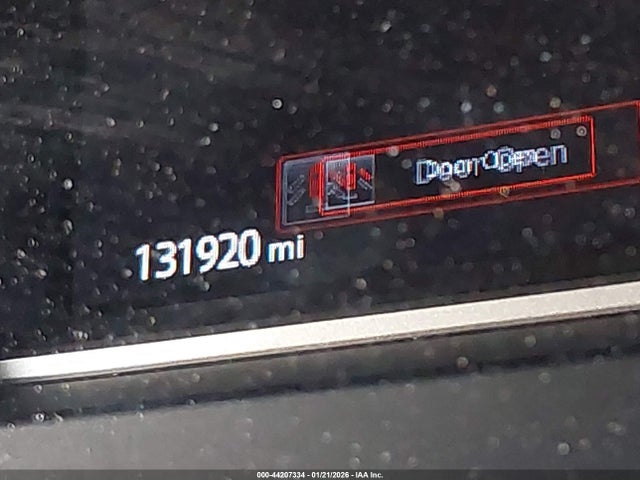 Door Open
131920 mi
000-44207334 - 01/21/2026 - IAA Inc.